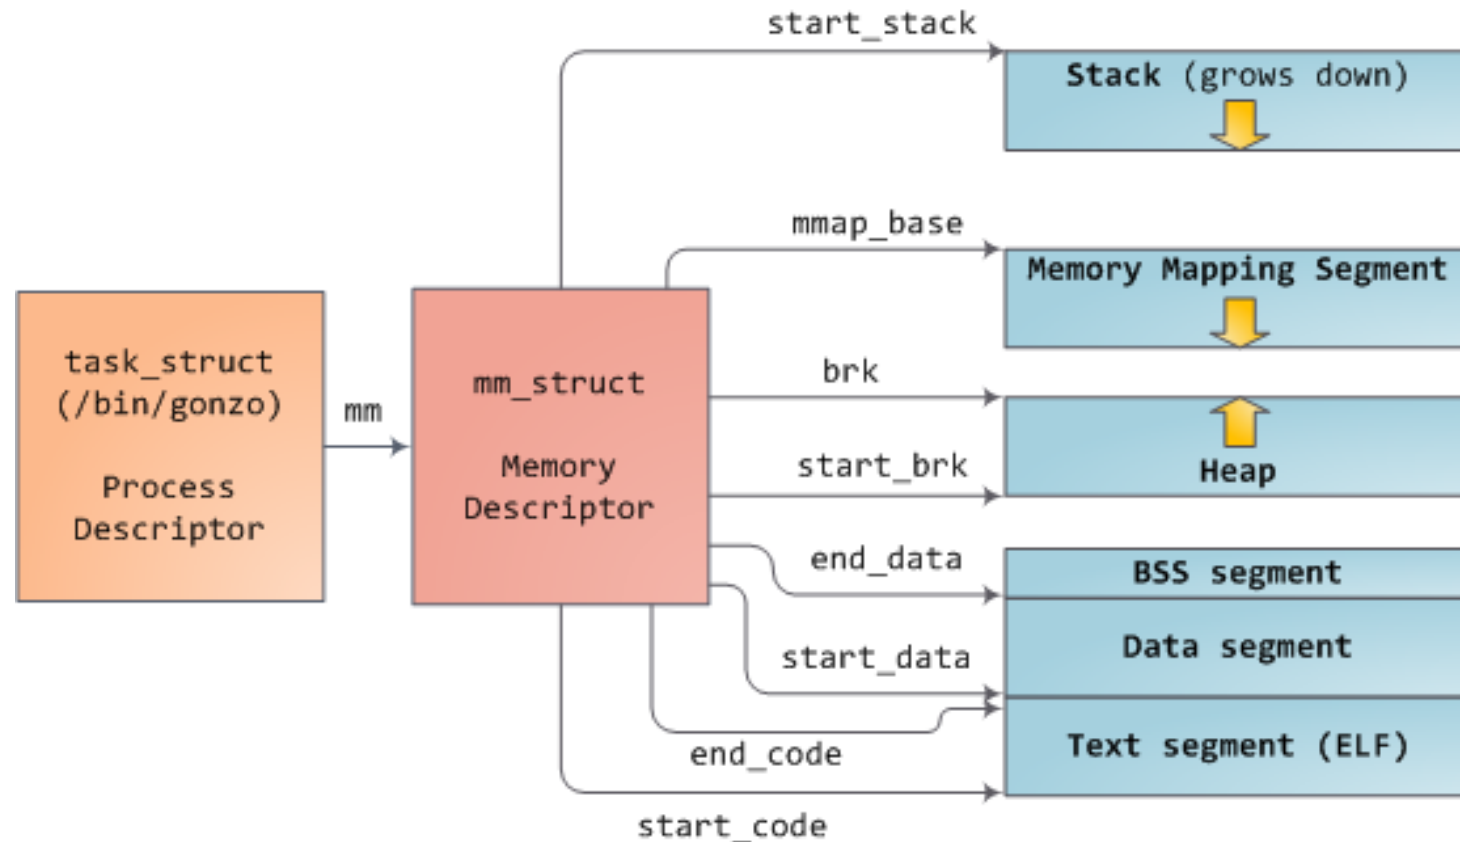 start_stack
Stack (grows down)
mmap_base
Memory Mapping Segment
task_struct
(/bin/gonzo)
Process
Descriptor
mm
mm_struct
Memory
Descriptor
brk
start_brk
Heap
end_data
BSS segment
start_data
Data segment
end_code
Text segment (ELF)
start_code